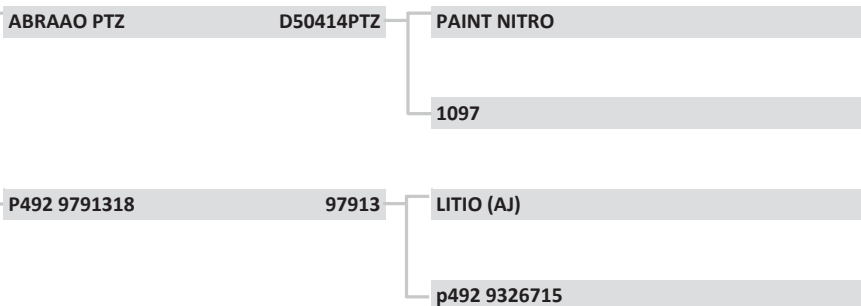 ABRAAO PTZ D50414PTZ PAINT NITRO
1097
P492 9791318 97913 LITIO (AJ)
p492 9326715